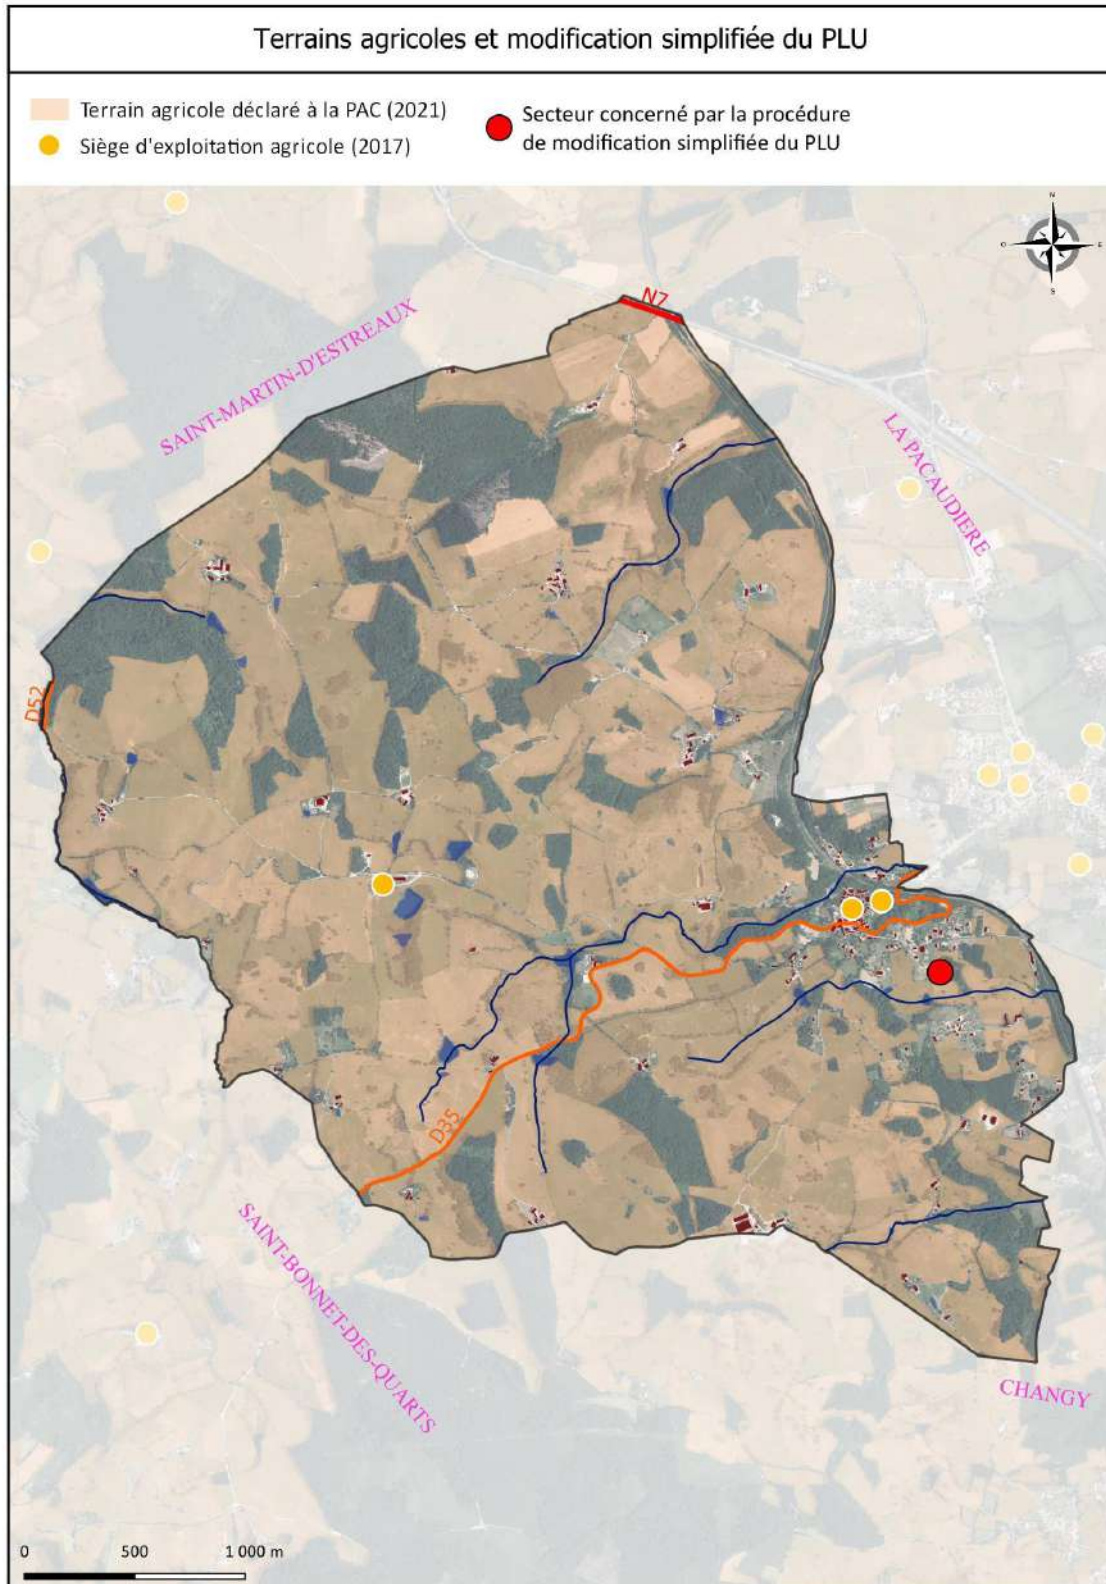 Terrains agricoles et modification simplifiée du PLU
Terrain agricole déclaré à la PAC (2021)
Siège d'exploitation agricole (2017)
Secteur concerné par la procédure
de modification simplifiée du PLU
N
O
E
S
N7
SAINT-MARTIN-D'ESTREAUX
LA PACAUDIERE
D52
D35
SAINT-BONNET-DES-QUARTS
CHANGY
0 500 1 000 m